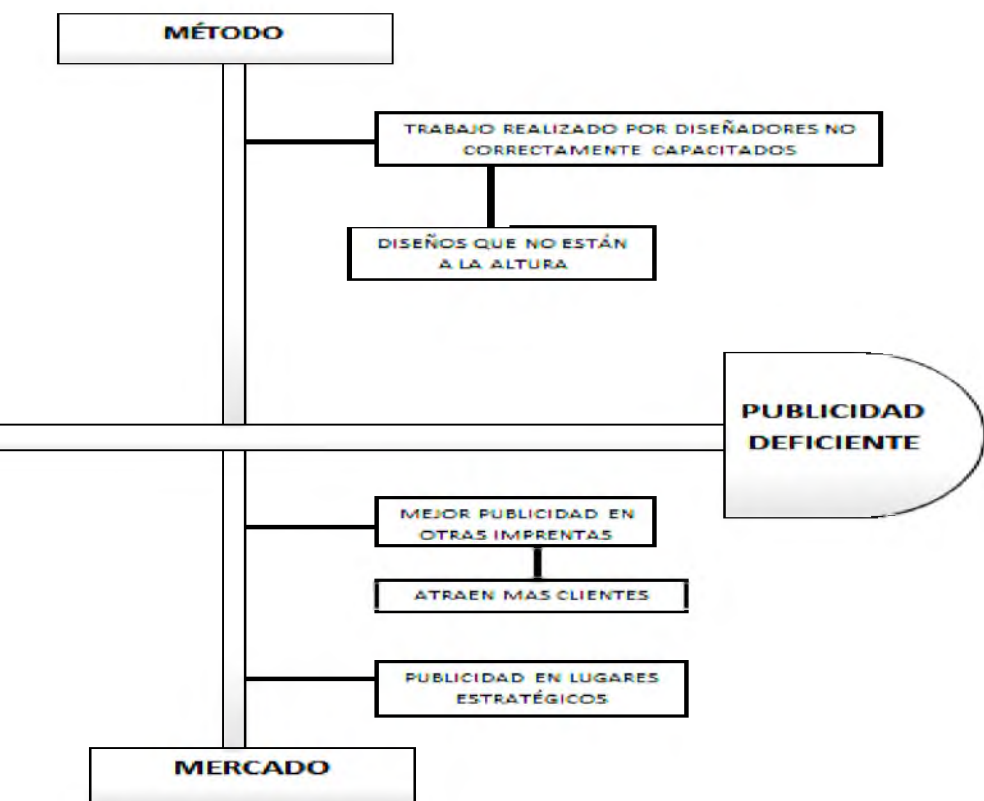 MÉTODO
TRABAJO REALIZADO POR DISEÑADORES NO
CORRECTAMENTE CAPACITADOS
DISEÑOS QUE NO ESTÁN
A LA ALTURA
PUBLICIDAD
DEFICIENTE
MEJOR PUBLICIDAD EN
OTRAS IMPRENTAS
ATRAEN MAS CLIENTES
PUBLICIDAD EN LUGARES
ESTRATÉGICOS
MERCADO